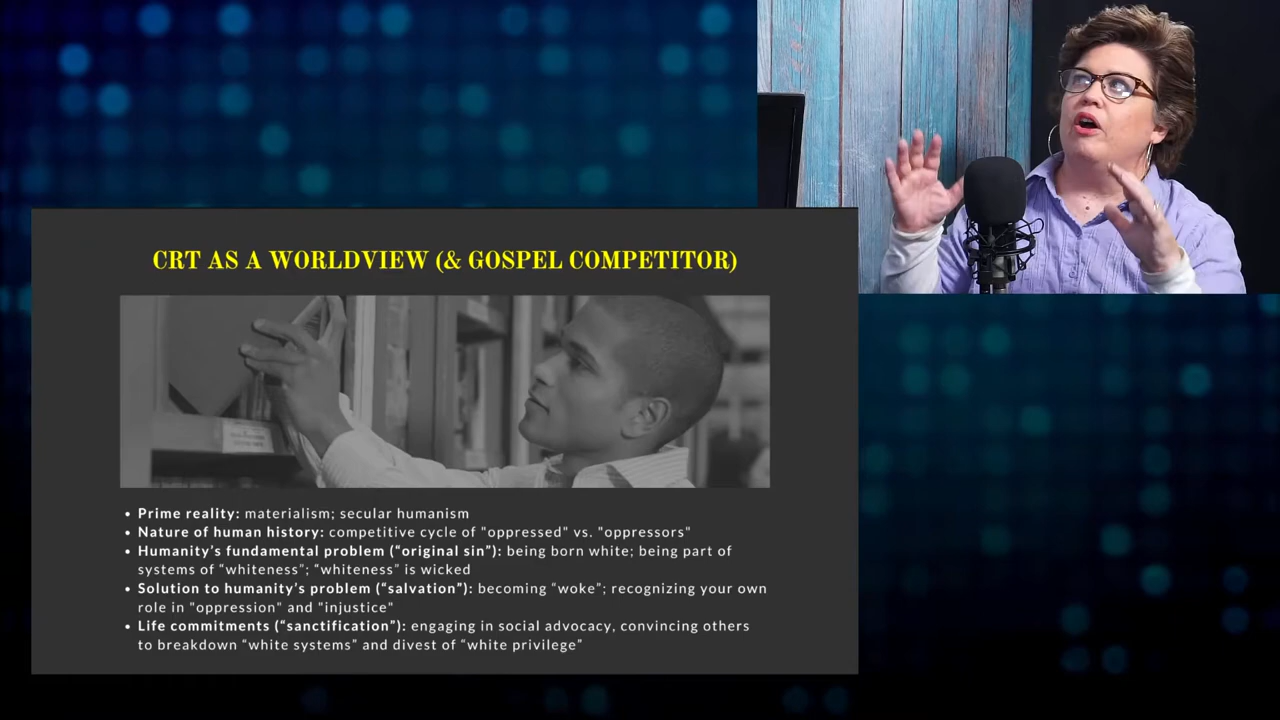 CRT AS A WORLDVIEW (& GOSPEL COMPETITOR)
• Prime reality: materialism; secular humanism
• Nature of human history: competitive cycle of "oppressed" vs. "oppressors"
• Humanity’s fundamental problem (“original sin”): being born white; being part of
systems of “whiteness”; “whiteness” is wicked
• Solution to humanity’s problem (“salvation”): becoming “woke”; recognizing your own
role in "oppression" and “injustice”
• Life commitments (“sanctification”): engaging in social advocacy, convincing others
to breakdown “white systems” and divest of “white privilege”